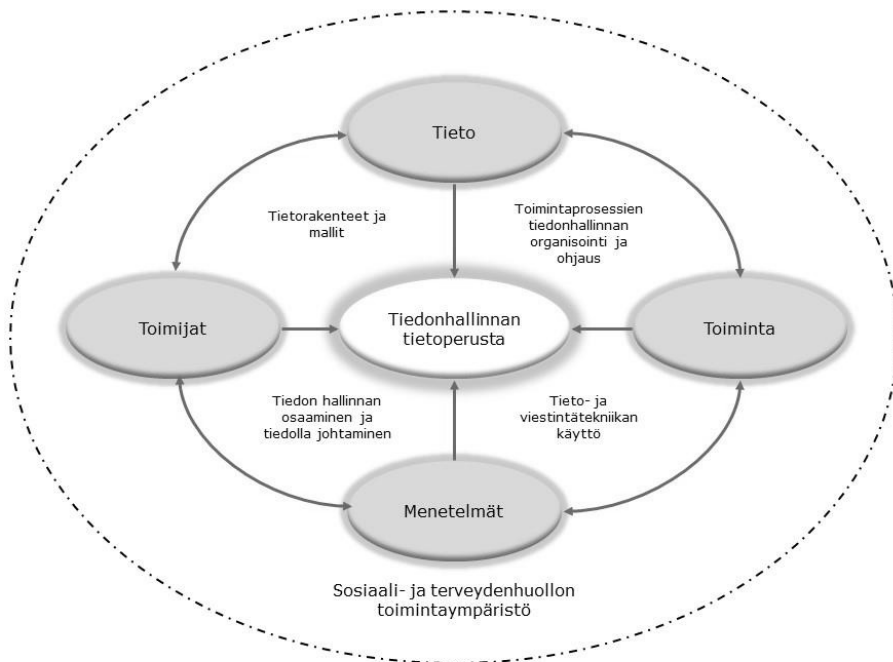 Tieto
Tietorakenteet ja
mallit
Toimintaprosessien
tiedonhallinnan
organisointi ja
ohjaus
Toimijat
Tiedonhallinnan
tietoperusta
Toiminta
Tiedon hallinnan
osaaminen ja
tiedolla johtaminen
Tieto- ja
viestintätekniikan
käyttö
Menetelmät
Sosiaali- ja terveydenhuollon
toimintaympäristö